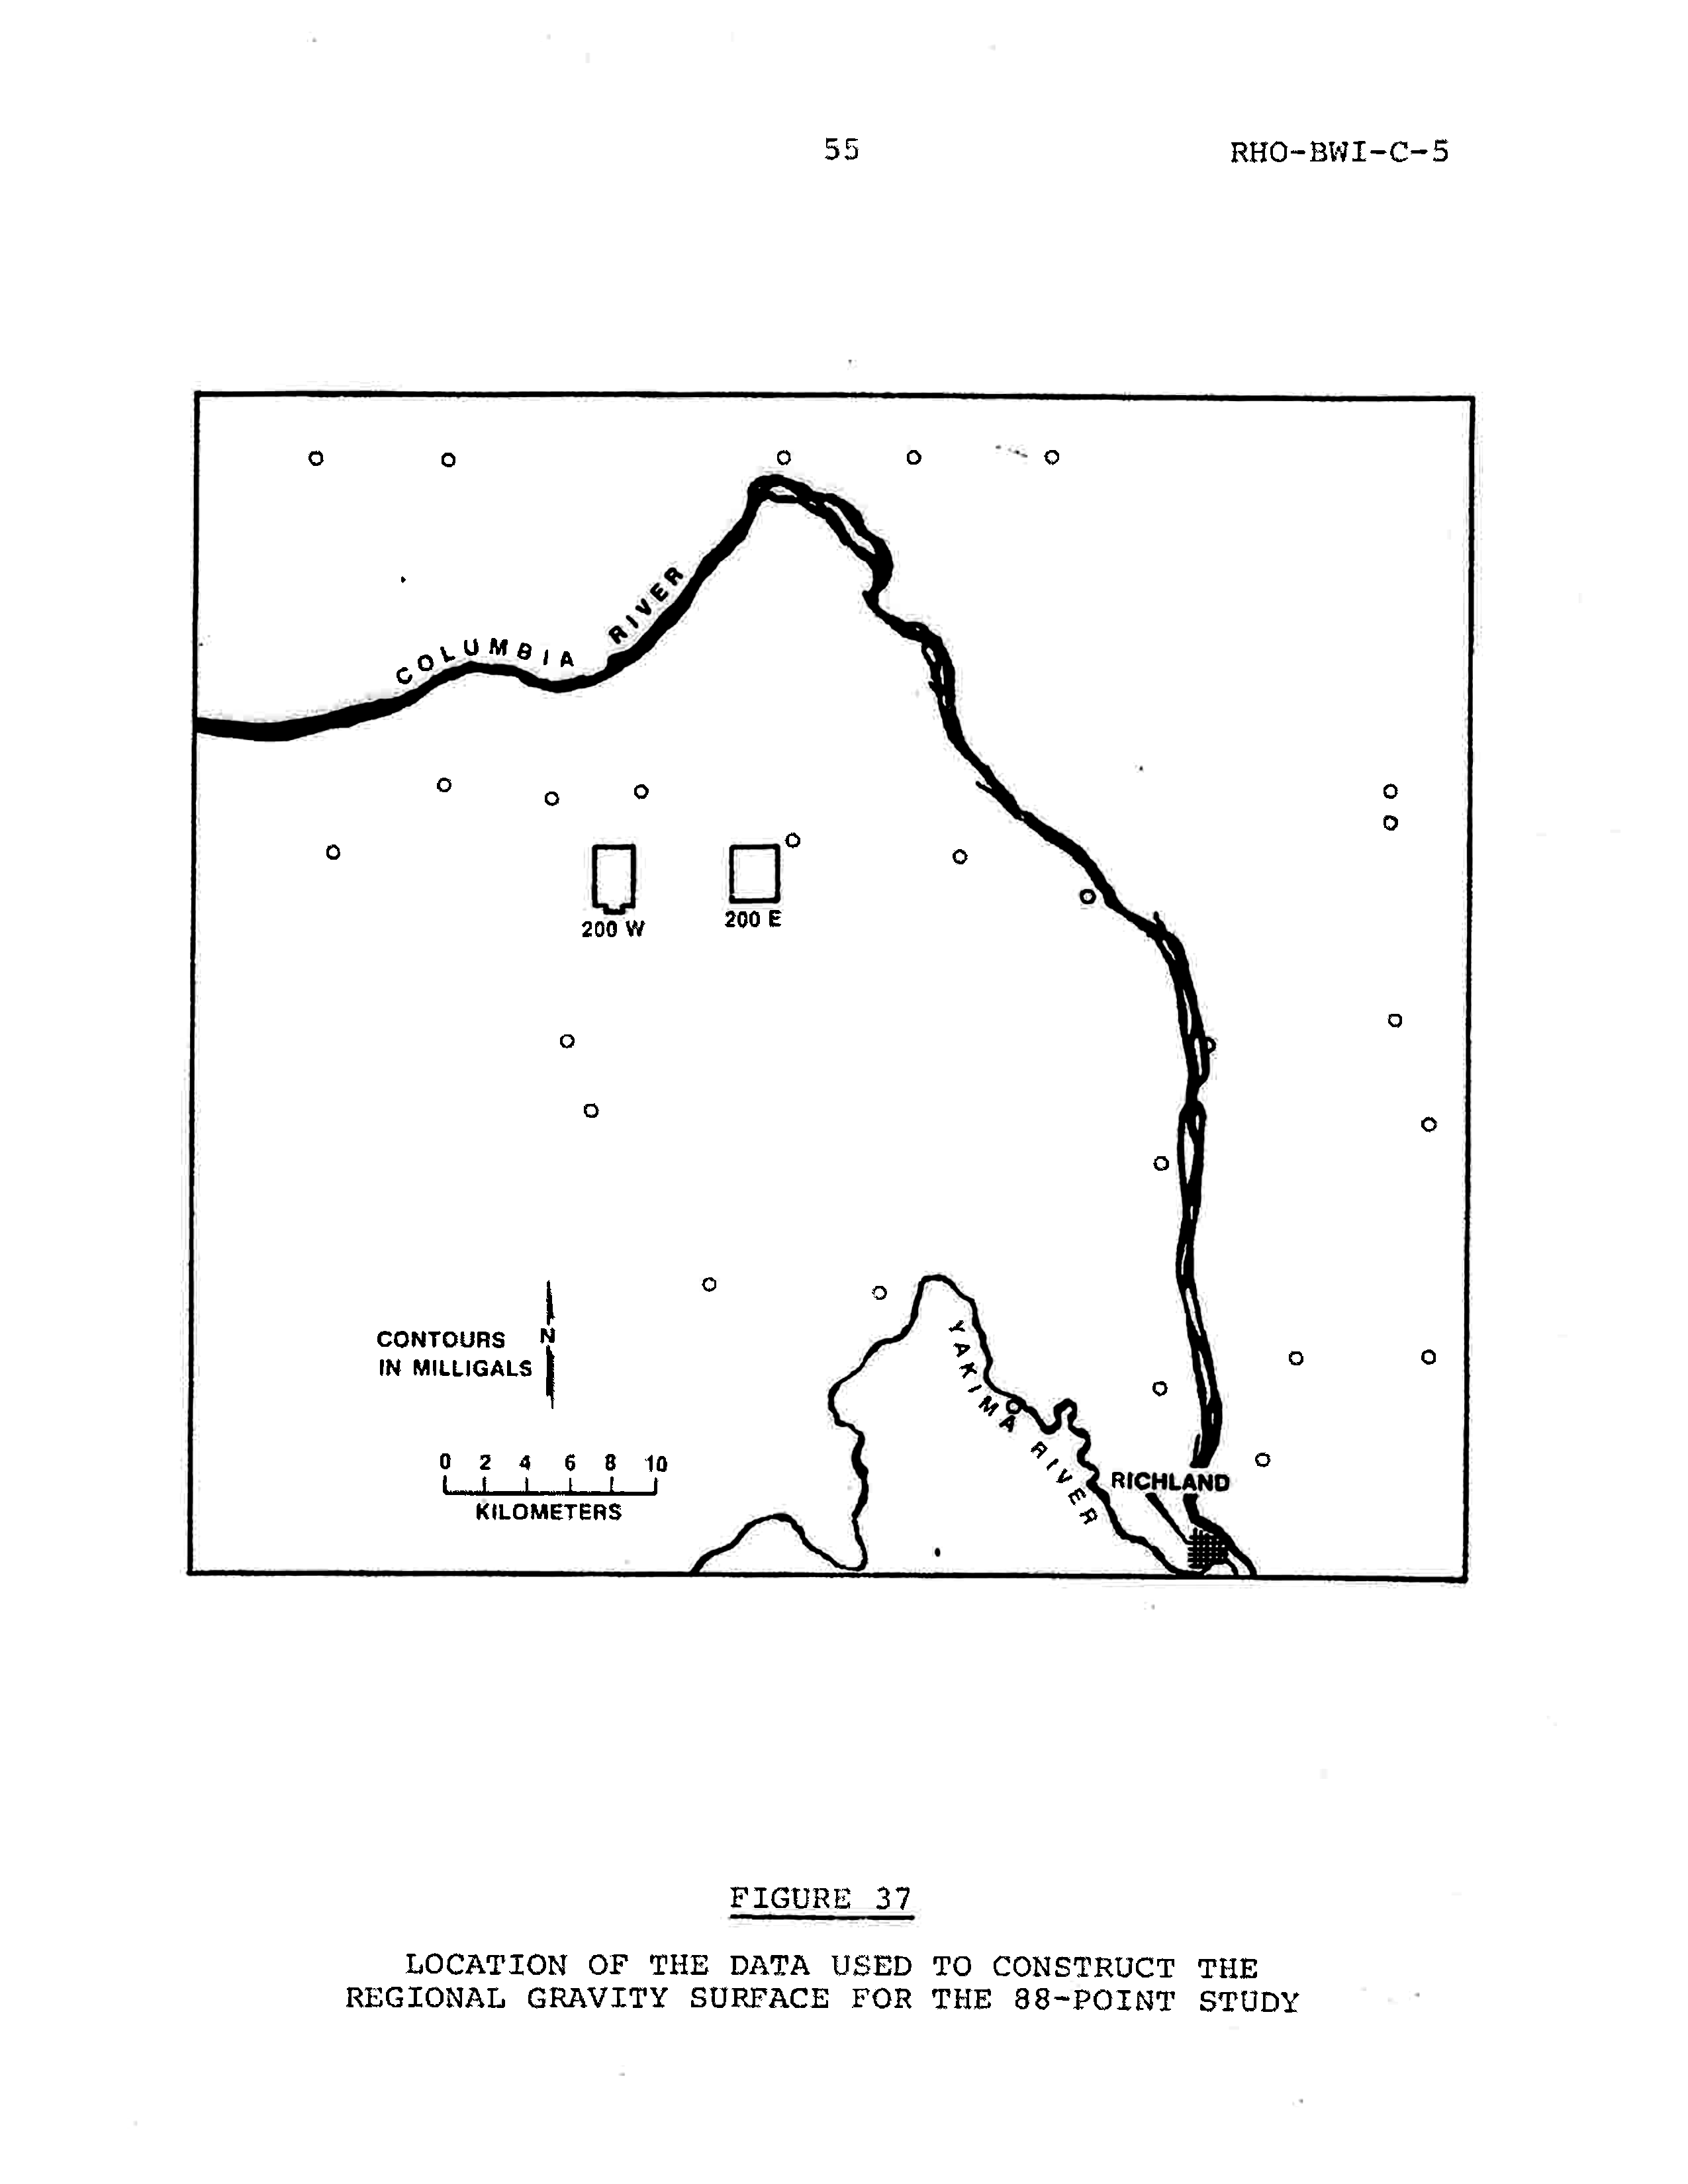 55
RHO-BWI-C-5
COLUMBIA RIVER
200 W
200 E
CONTOURS
IN MILLIGALS
N
0 2 4 6 8 10
KILOMETERS
YAKIMA RIVER
RICHLAND
FIGURE 37
LOCATION OF THE DATA USED TO CONSTRUCT THE
REGIONAL GRAVITY SURFACE FOR THE 88-POINT STUDY